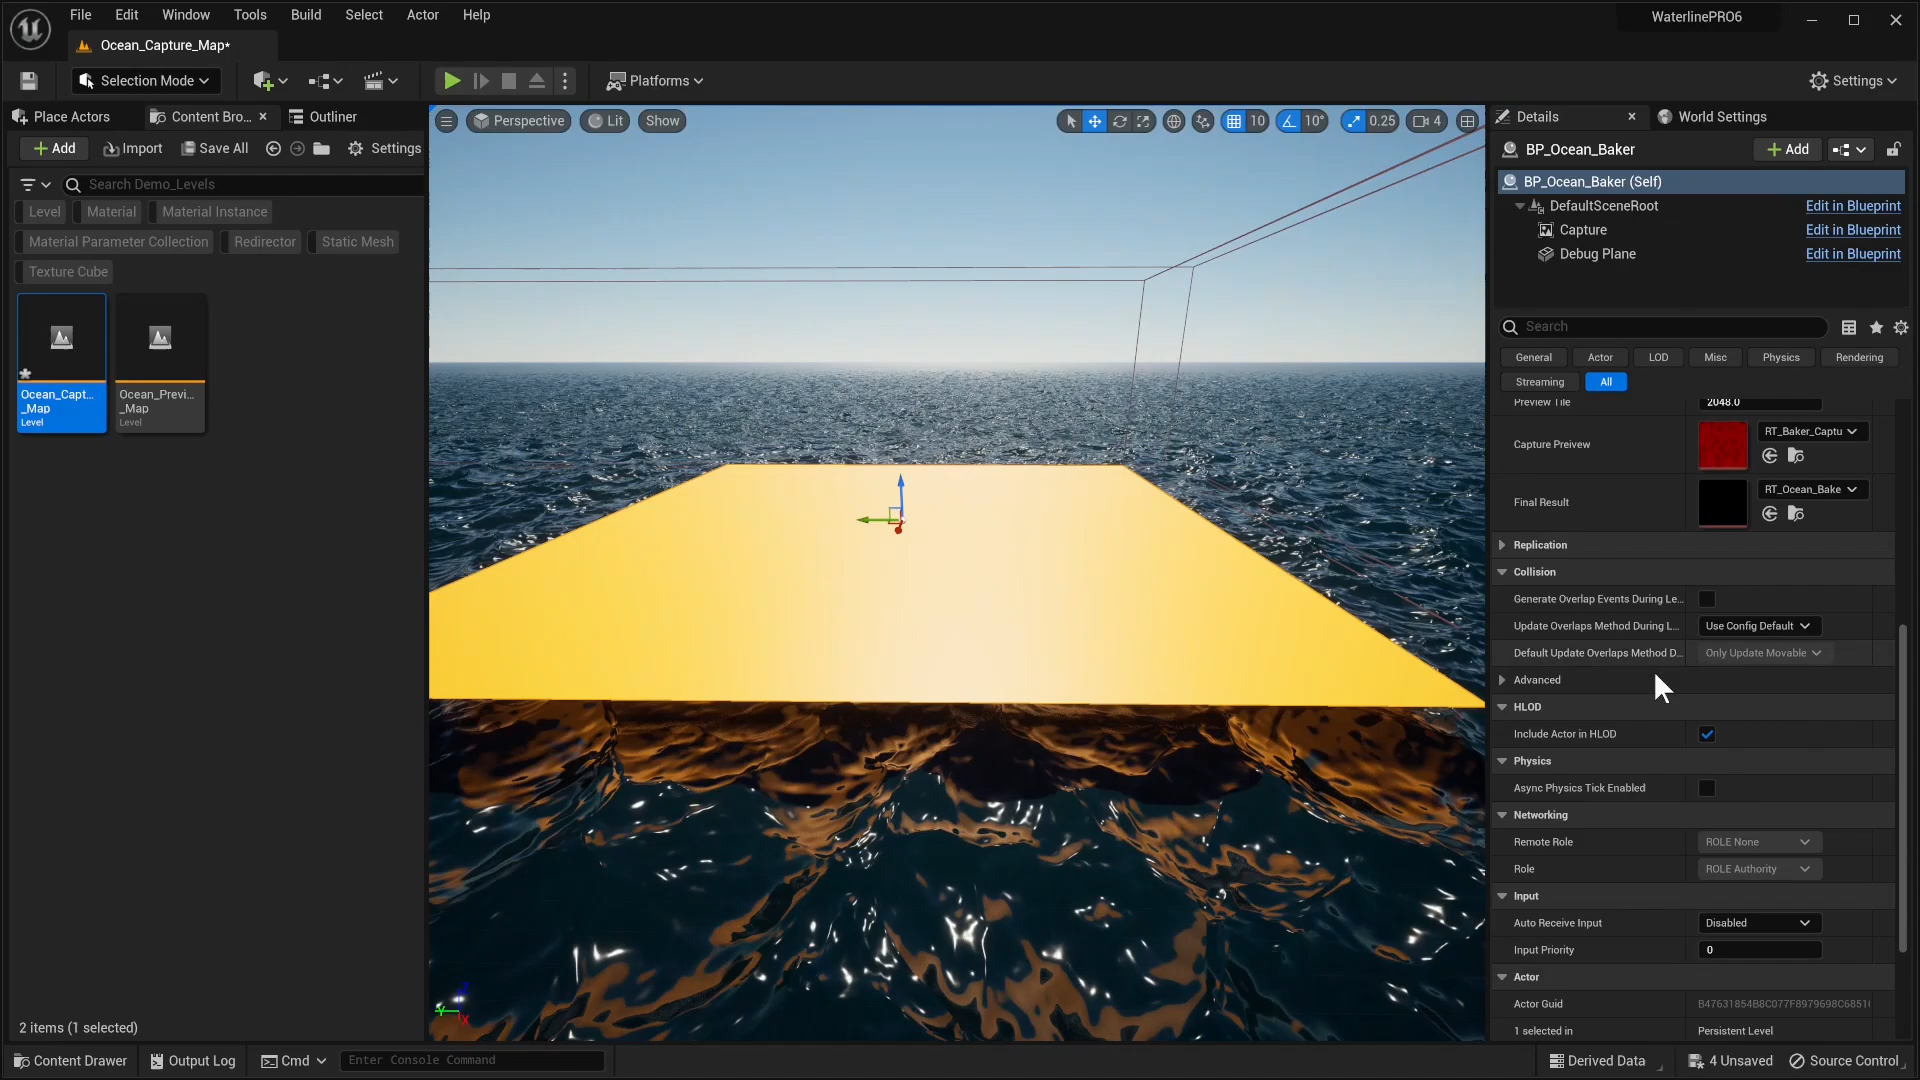 File Edit Window Tools Build Select Actor Help
WaterlinePRO6
Ocean_Capture_Map*
Selection Mode
Platforms
Settings
Place Actors
Content Bro...
Outliner
Add
Import
Save All
Settings
Search Demo_Levels
Level
Material
Material Instance
Material Parameter Collection
Redirector
Static Mesh
Texture Cube
Ocean_Capt...
_Map
Level
Ocean_Previ...
_Map
Level
2 items (1 selected)
Perspective
Lit
Show
10
10°
0.25
4
Details
World Settings
BP_Ocean_Baker
Add
BP_Ocean_Baker (Self)
DefaultSceneRoot Edit in Blueprint
Capture Edit in Blueprint
Debug Plane Edit in Blueprint
Search
General
Actor
LOD
Misc
Physics
Rendering
Streaming
All
Preview Tile 2048.0
Capture Preivew RT_Baker_Captu
Final Result RT_Ocean_Bake
Replication
Collision
Generate Overlap Events During Le...
Update Overlaps Method During L... Use Config Default
Default Update Overlaps Method D... Only Update Movable
Advanced
HLOD
Include Actor in HLOD
Physics
Async Physics Tick Enabled
Networking
Remote Role ROLE None
Role ROLE Authority
Input
Auto Receive Input Disabled
Input Priority 0
Actor
Actor Guid B47631854B8C077F8979698C6851
1 selected in Persistent Level
Content Drawer
Output Log
Cmd
Enter Console Command
Derived Data
4 Unsaved
Source Control